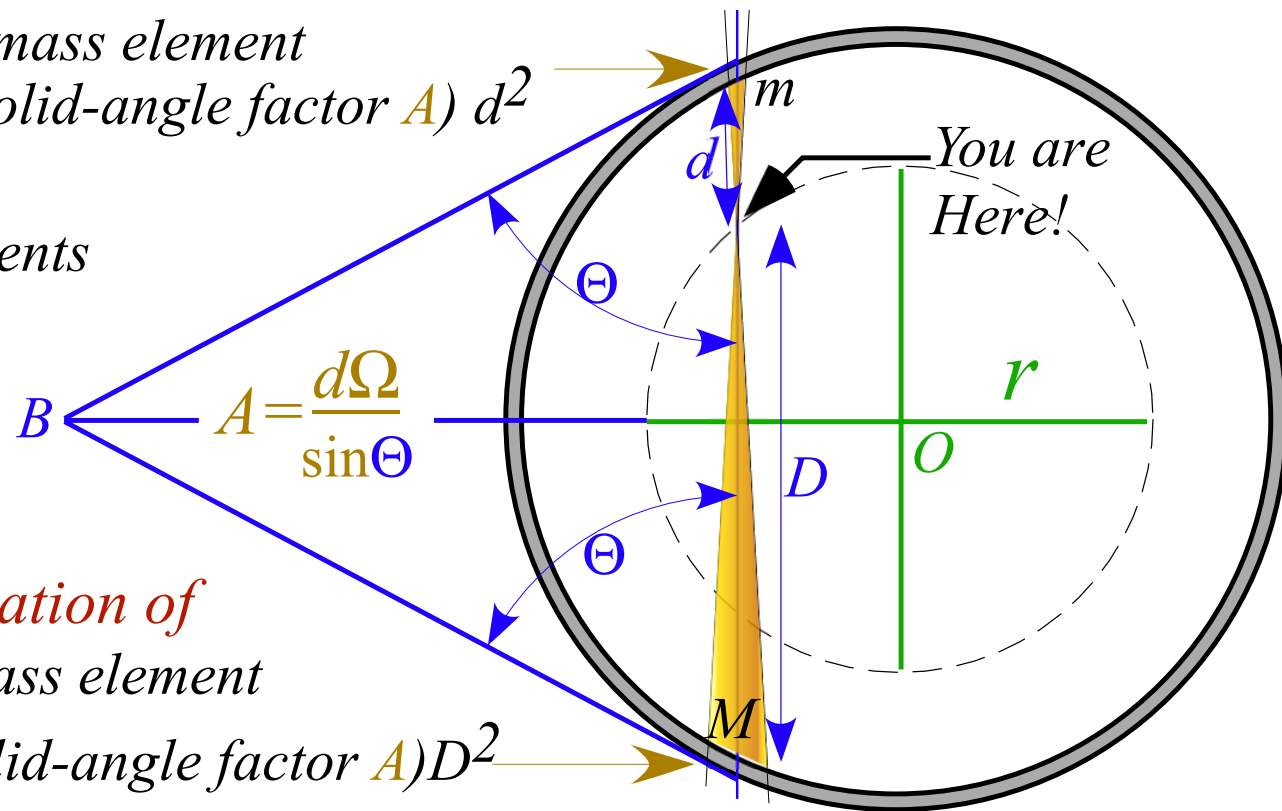 mass element
olid-angle factor A) d²
m
d
You are
Here!
ents
Θ
r
B
A = dΩ / sinΘ
O
D
Θ
ation of
ass element
M
lid-angle factor A)D²